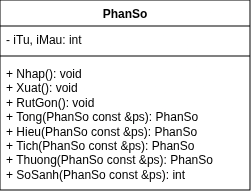 PhanSo
- iTu, iMau: int
+ Nhap(): void
+ Xuat(): void
+ RutGon(): void
+ Tong(PhanSo const &ps): PhanSo
+ Hieu(PhanSo const &ps): PhanSo
+ Tich(PhanSo const &ps): PhanSo
+ Thuong(PhanSo const &ps): PhanSo
+ SoSanh(PhanSo const &ps): int